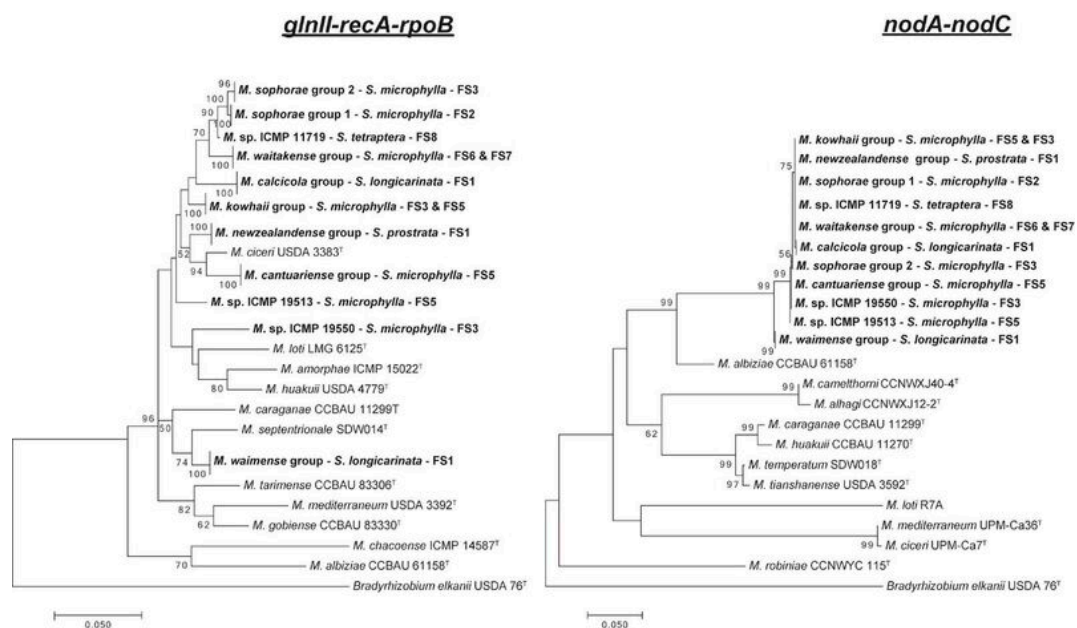 glnII-recA-rpoB
96
M. sophorae group 2 - S. microphylla - FS3
100
90
M. sophorae group 1 - S. microphylla - FS2
100
70
M. sp. ICMP 11719 - S. tetraptera - FS8
M. waitakense group - S. microphylla - FS6 & FS7
100
M. calcicola group - S. longicarinata - FS1
100
M. kowhaii group - S. microphylla - FS3 & FS5
100
100
M. newzealandense group - S. prostrata - FS1
52
M. ciceri USDA 3383T
94
M. cantuariense group - S. microphylla - FS5
100
M. sp. ICMP 19513 - S. microphylla - FS5
M. sp. ICMP 19550 - S. microphylla - FS3
M. loti LMG 6125T
M. amorphae ICMP 15022T
80
M. huakuii USDA 4779T
M. caraganae CCBAU 11299T
96
50
M. septentrionale SDW014T
74
M. waimense group - S. longicarinata - FS1
100
M. tarimense CCBAU 83306T
82
M. mediterraneum USDA 3392T
62
M. gobiense CCBAU 83330T
M. chacoense ICMP 14587T
70
M. albiziae CCBAU 61158T
Bradyrhizobium elkanii USDA 76T
0.050
nodA-nodC
M. kowhaii group - S. microphylla - FS5 & FS3
75
M. newzealandense group - S. prostrata - FS1
M. sophorae group 1 - S. microphylla - FS2
M. sp. ICMP 11719 - S. tetraptera - FS8
M. waitakense group - S. microphylla - FS6 & FS7
M. calcicola group - S. longicarinata - FS1
56
M. sophorae group 2 - S. microphylla - FS3
99
M. cantuariense group - S. microphylla - FS5
99
M. sp. ICMP 19550 - S. microphylla - FS3
99
M. sp. ICMP 19513 - S. microphylla - FS5
M. waimense group - S. longicarinata - FS1
99
M. albiziae CCBAU 61158T
M. camelthorni CCNWXJ40-4T
99
M. alhagi CCNWXJ12-2T
62
M. caraganae CCBAU 11299T
99
M. huakuii CCBAU 11270T
99
M. temperatum SDW018T
97
M. tianshanense USDA 3592T
M. loti R7A
M. mediterraneum UPM-Ca36T
99
M. ciceri UPM-Ca7T
M. robiniae CCNWYC 115T
Bradyrhizobium elkanii USDA 76T
0.050